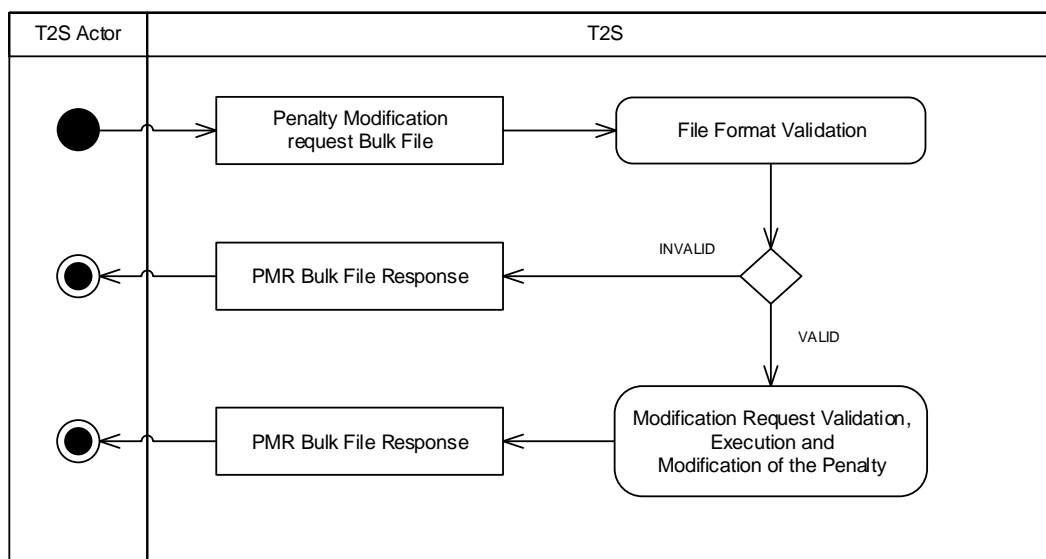 T2S Actor
T2S
Penalty Modification
request Bulk File
File Format Validation
INVALID
PMR Bulk File Response
VALID
PMR Bulk File Response
Modification Request Validation,
Execution and
Modification of the Penalty